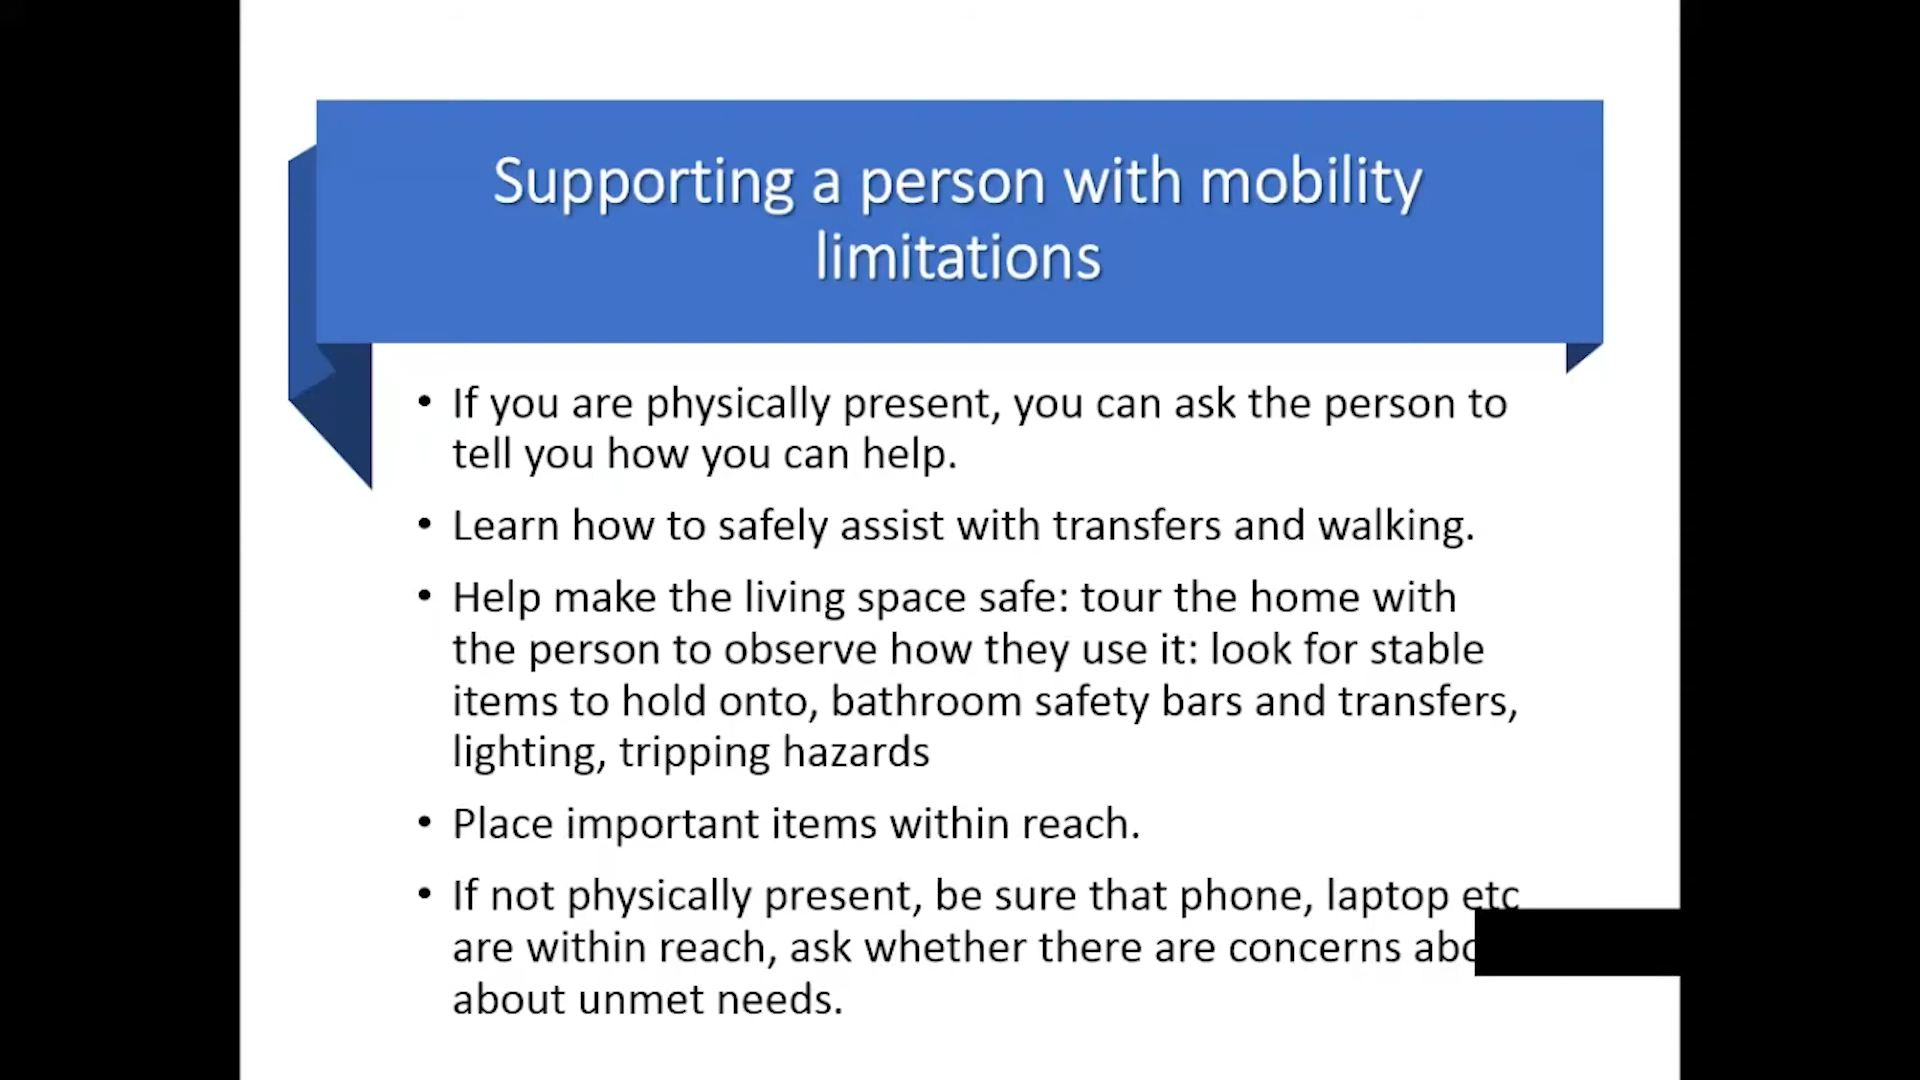 Supporting a person with mobility
limitations
• If you are physically present, you can ask the person to
tell you how you can help.
• Learn how to safely assist with transfers and walking.
• Help make the living space safe: tour the home with
the person to observe how they use it: look for stable
items to hold onto, bathroom safety bars and transfers,
lighting, tripping hazards
• Place important items within reach.
• If not physically present, be sure that phone, laptop etc
are within reach, ask whether there are concerns
about unmet needs.